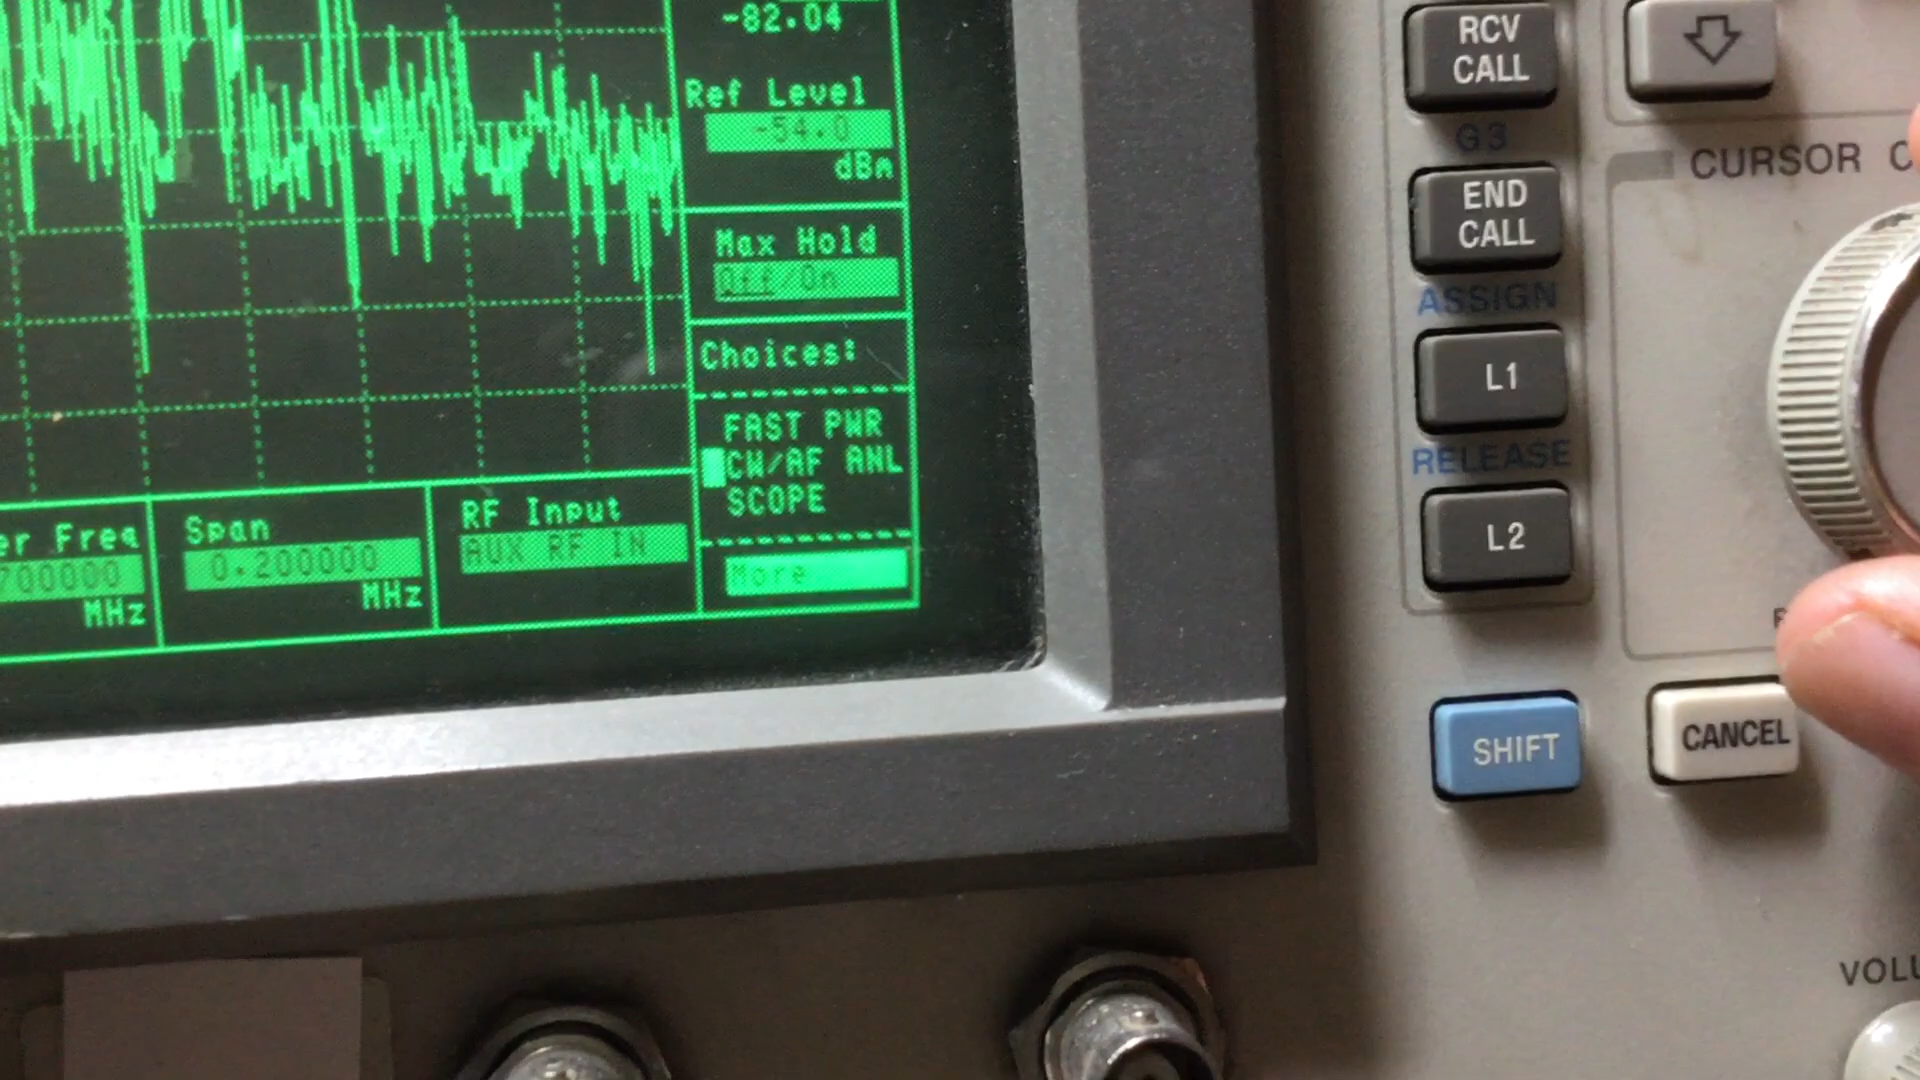 -82.04
Ref Level
-54.0
dBm
Max Hold
Off/On
Choices:
FAST PWR
CW/AF ANL
SCOPE
More
er Freq
700000
MHz
Span
0.200000
MHz
RF Input
AUX RF IN
RCV
CALL
G3
END
CALL
ASSIGN
L1
RELEASE
L2
SHIFT
CURSOR C
CANCEL
VOLU